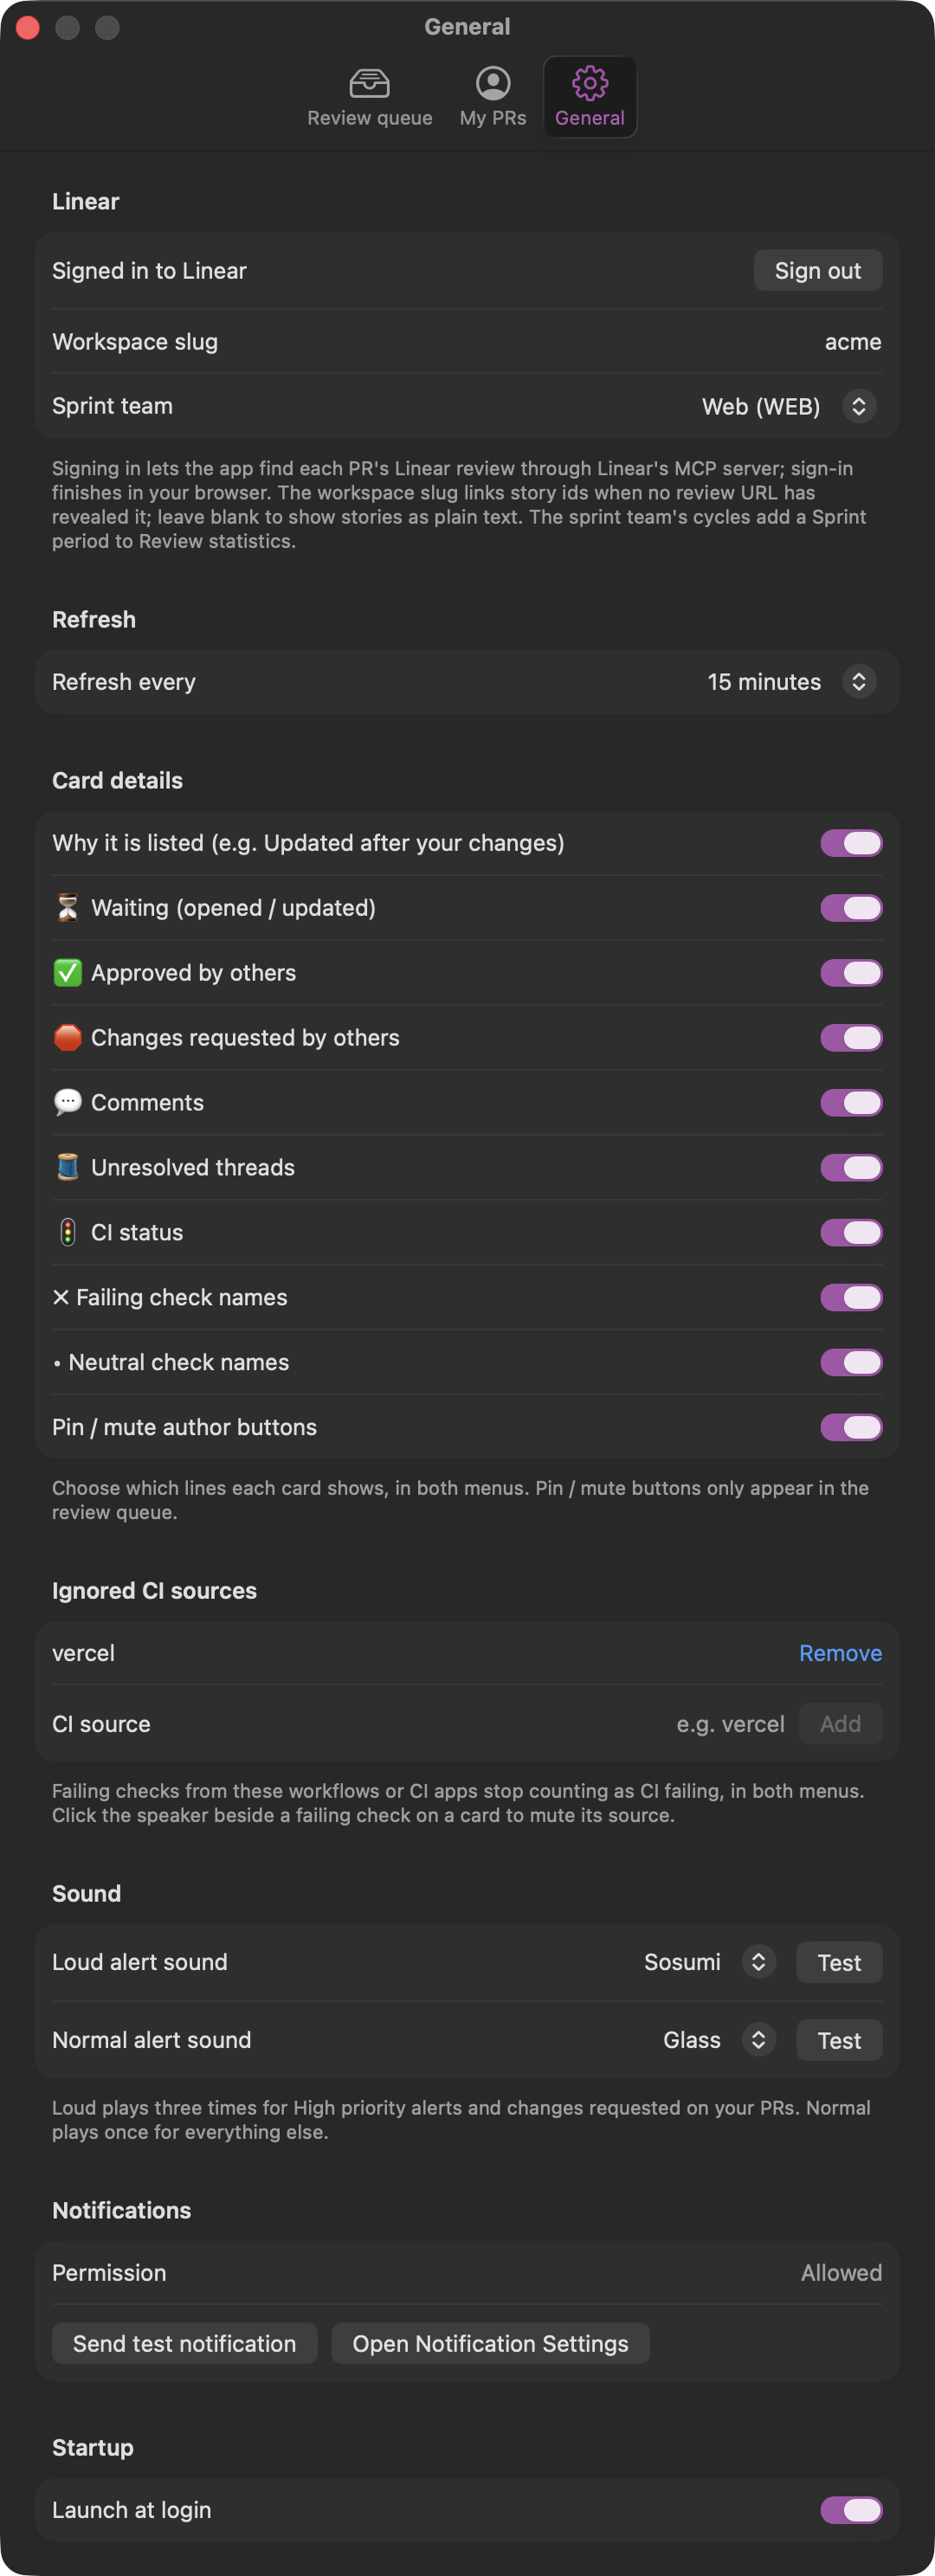 General
Review queue
My PRs
General
Linear
Signed in to Linear
Sign out
Workspace slug
acme
Sprint team
Web (WEB)
Signing in lets the app find each PR's Linear review through Linear's MCP server; sign-in
finishes in your browser. The workspace slug links story ids when no review URL has
revealed it; leave blank to show stories as plain text. The sprint team's cycles add a Sprint
period to Review statistics.
Refresh
Refresh every
15 minutes
Card details
Why it is listed (e.g. Updated after your changes)
⏳ Waiting (opened / updated)
✅ Approved by others
🛑 Changes requested by others
💬 Comments
🧵 Unresolved threads
🚦 CI status
✕ Failing check names
• Neutral check names
Pin / mute author buttons
Choose which lines each card shows, in both menus. Pin / mute buttons only appear in the
review queue.
Ignored CI sources
vercel
Remove
CI source
e.g. vercel
Add
Failing checks from these workflows or CI apps stop counting as CI failing, in both menus.
Click the speaker beside a failing check on a card to mute its source.
Sound
Loud alert sound
Sosumi
Test
Normal alert sound
Glass
Test
Loud plays three times for High priority alerts and changes requested on your PRs. Normal
plays once for everything else.
Notifications
Permission
Allowed
Send test notification
Open Notification Settings
Startup
Launch at login